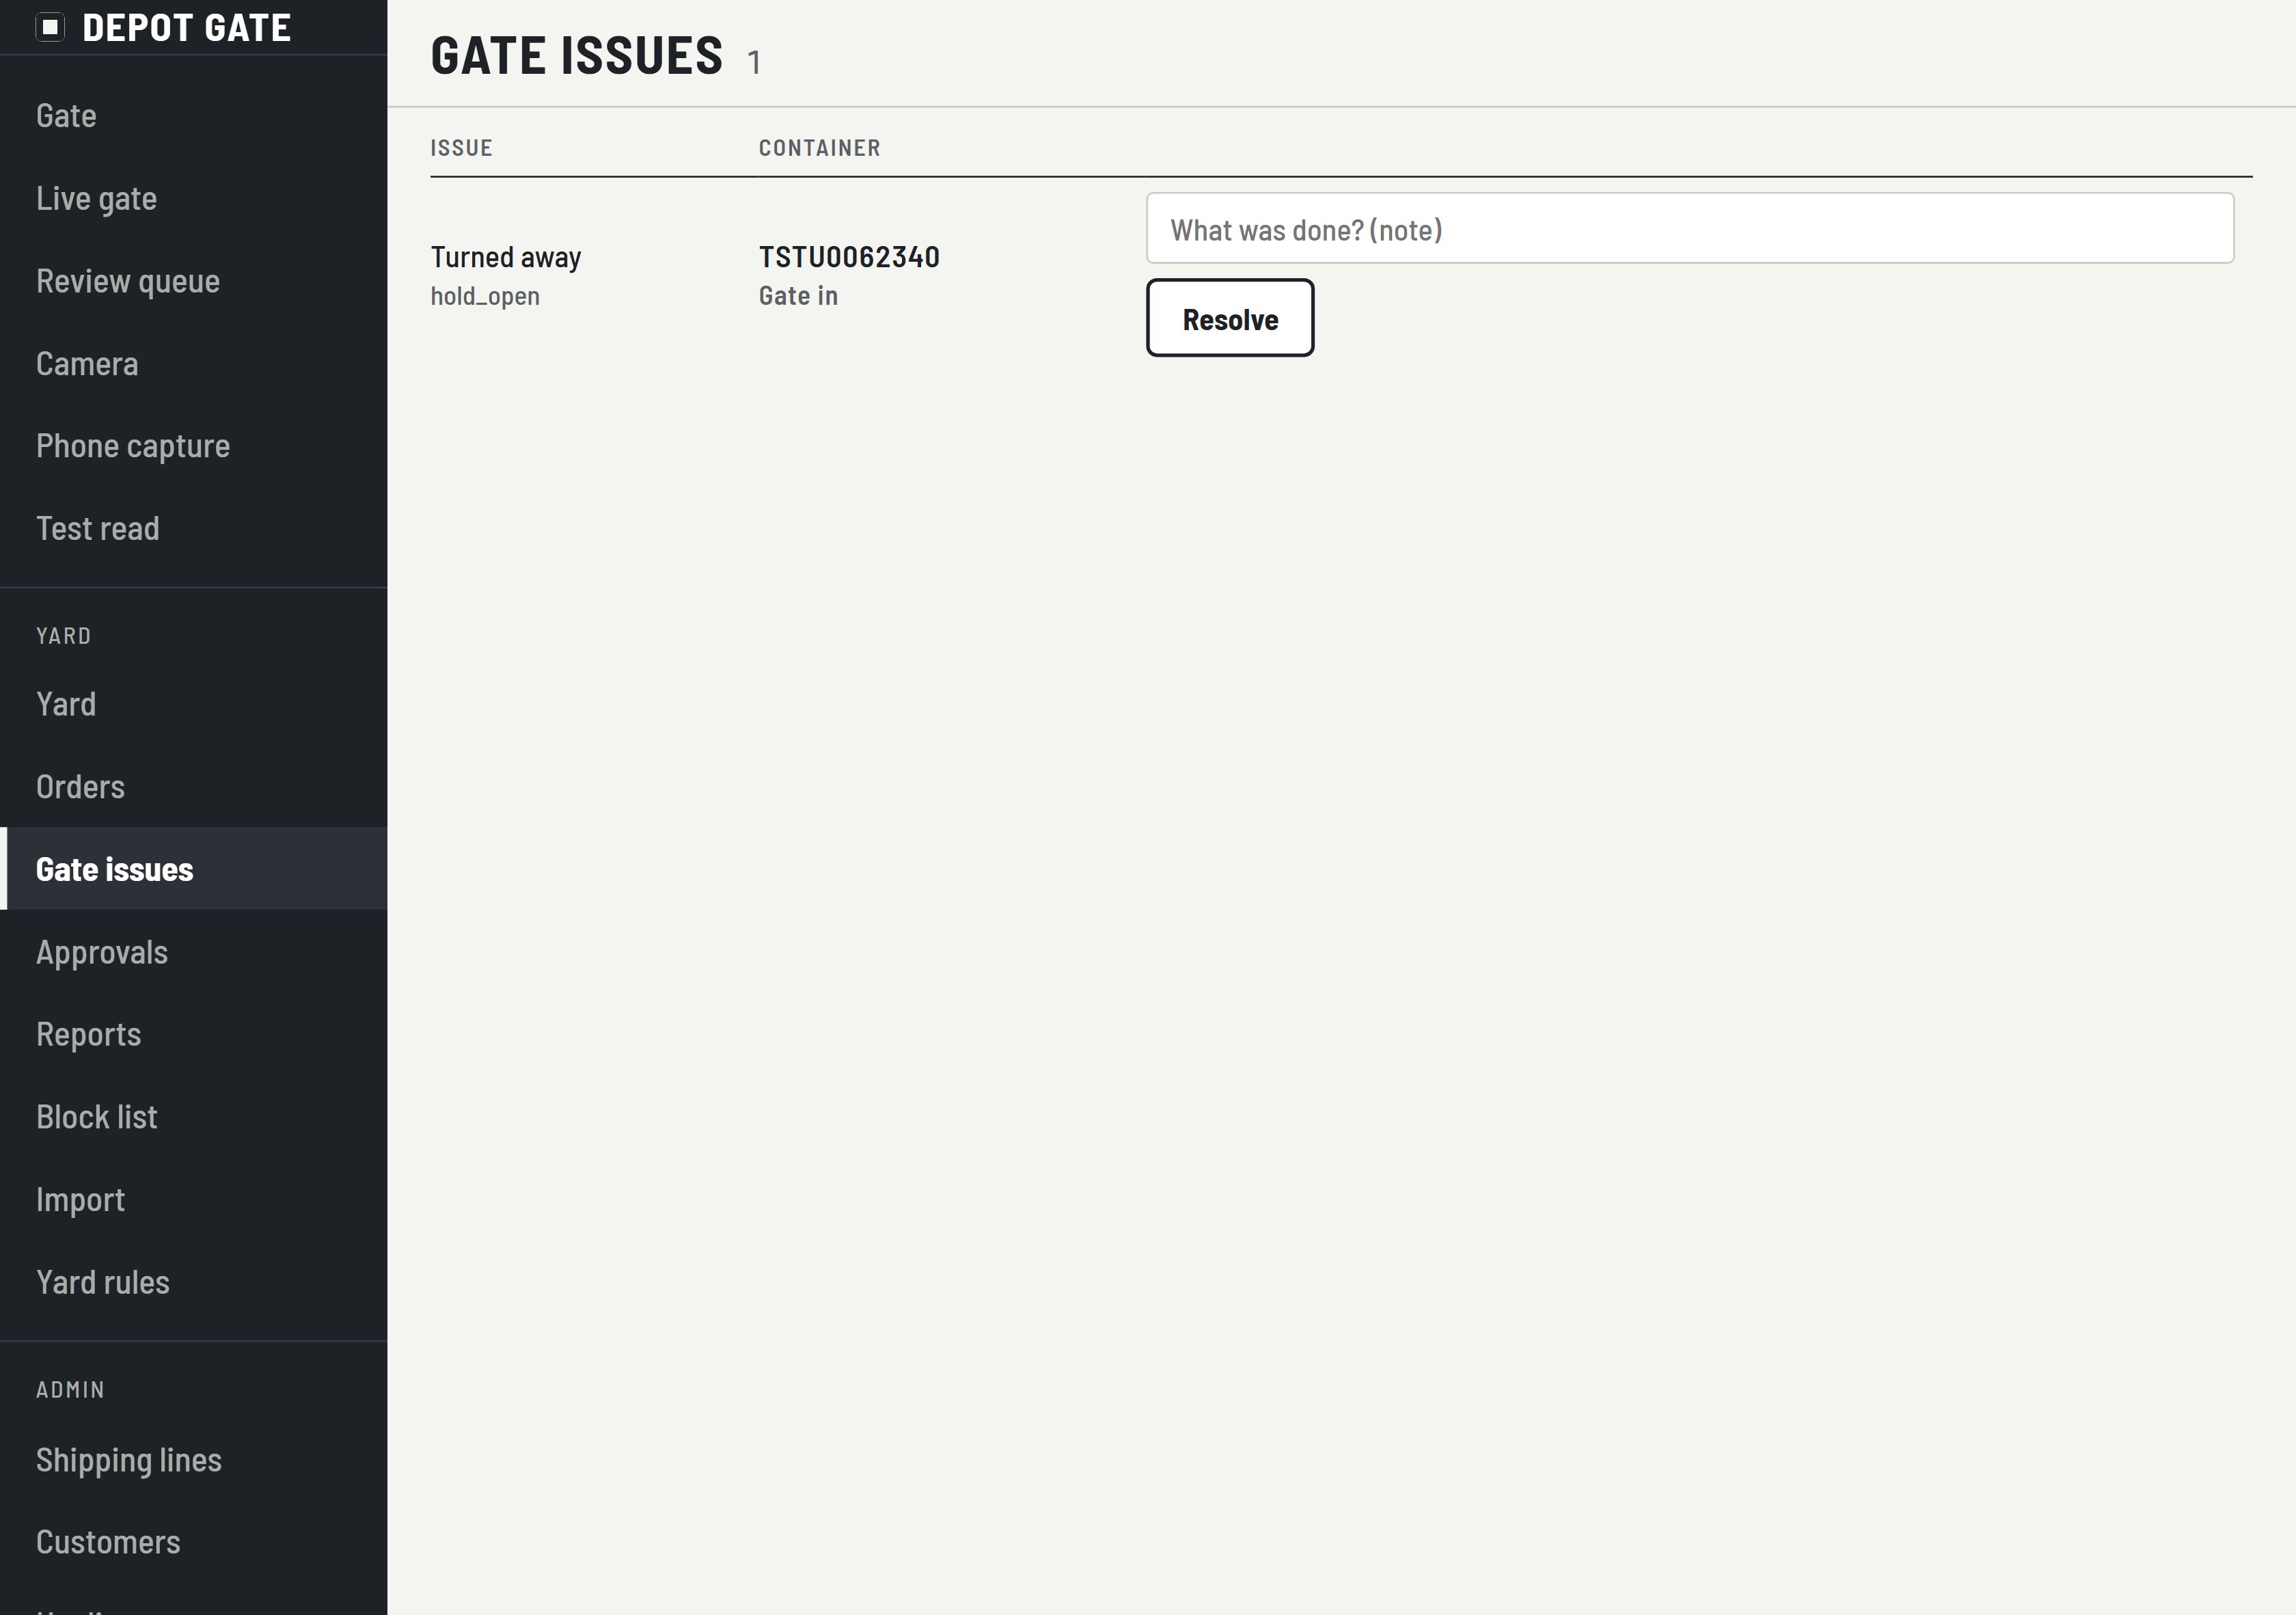 DEPOT GATE
Gate
Live gate
Review queue
Camera
Phone capture
Test read
YARD
Yard
Orders
Gate issues
Approvals
Reports
Block list
Import
Yard rules
ADMIN
Shipping lines
Customers
GATE ISSUES 1
ISSUE CONTAINER
Turned away TSTU0062340
hold_open Gate in
What was done? (note)
Resolve